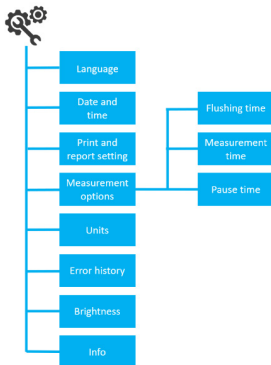 Language
Date and
time
Flushing time
Print and
report setting
Measurement
time
Measurement
options
Pause time
Units
Error history
Brightness
Info